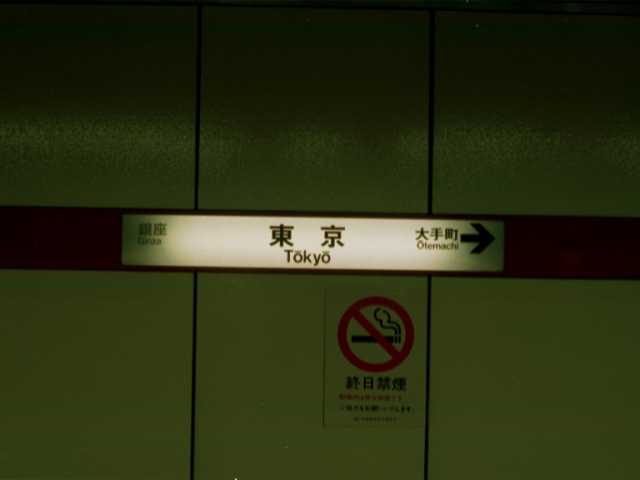 銀座
Ginza
東京
Tōkyō
大手町
Ōtemachi
終日禁煙